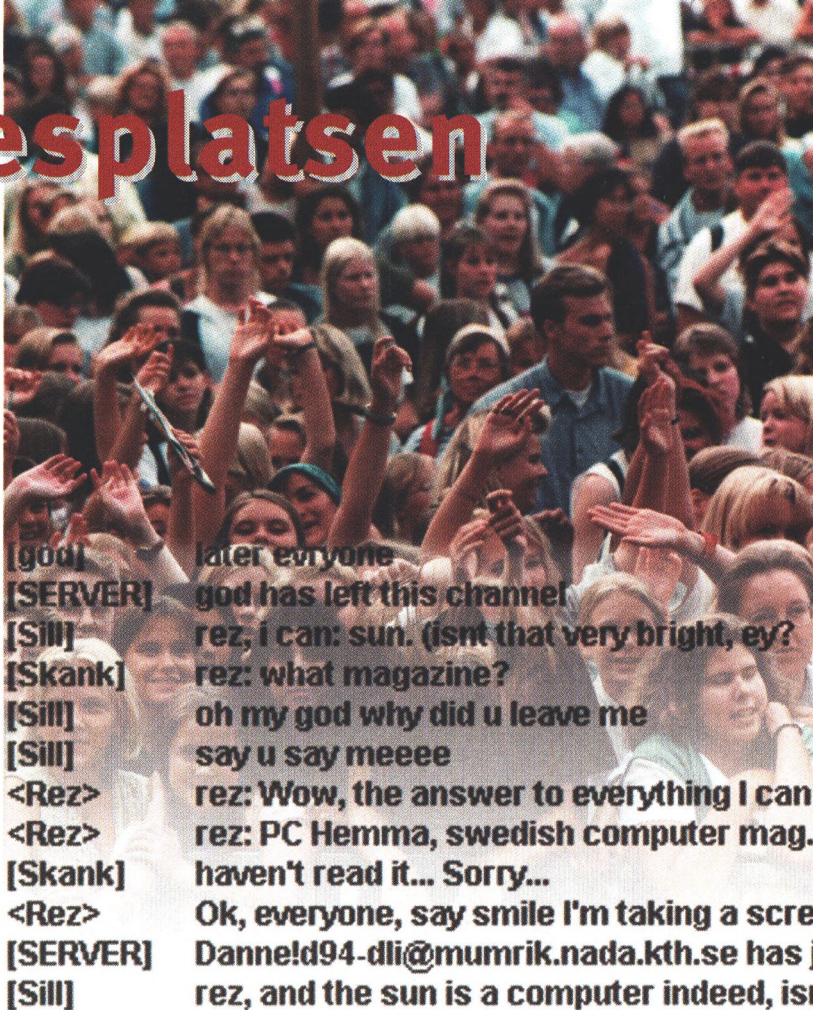 esplatsen
[god] later evryone
[SERVER] god has left this channel
[Sill] rez, i can: sun. (isnt that very bright, ey?
[Skank] rez: what magazine?
[Sill] oh my god why did u leave me
[Sill] say u say meeee
<Rez> rez: Wow, the answer to everything I can
<Rez> rez: PC Hemma, swedish computer mag.
[Skank] haven't read it... Sorry...
<Rez> Ok, everyone, say smile I'm taking a scre
[SERVER] Danne!d94-dli@mumrik.nada.kth.se has j
[Sill] rez, and the sun is a computer indeed, isn